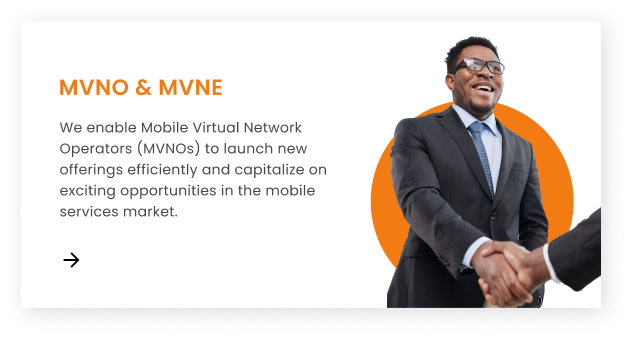 MVNO & MVNE
We enable Mobile Virtual Network
Operators (MVNOs) to launch new
offerings efficiently and capitalize on
exciting opportunities in the mobile
services market.